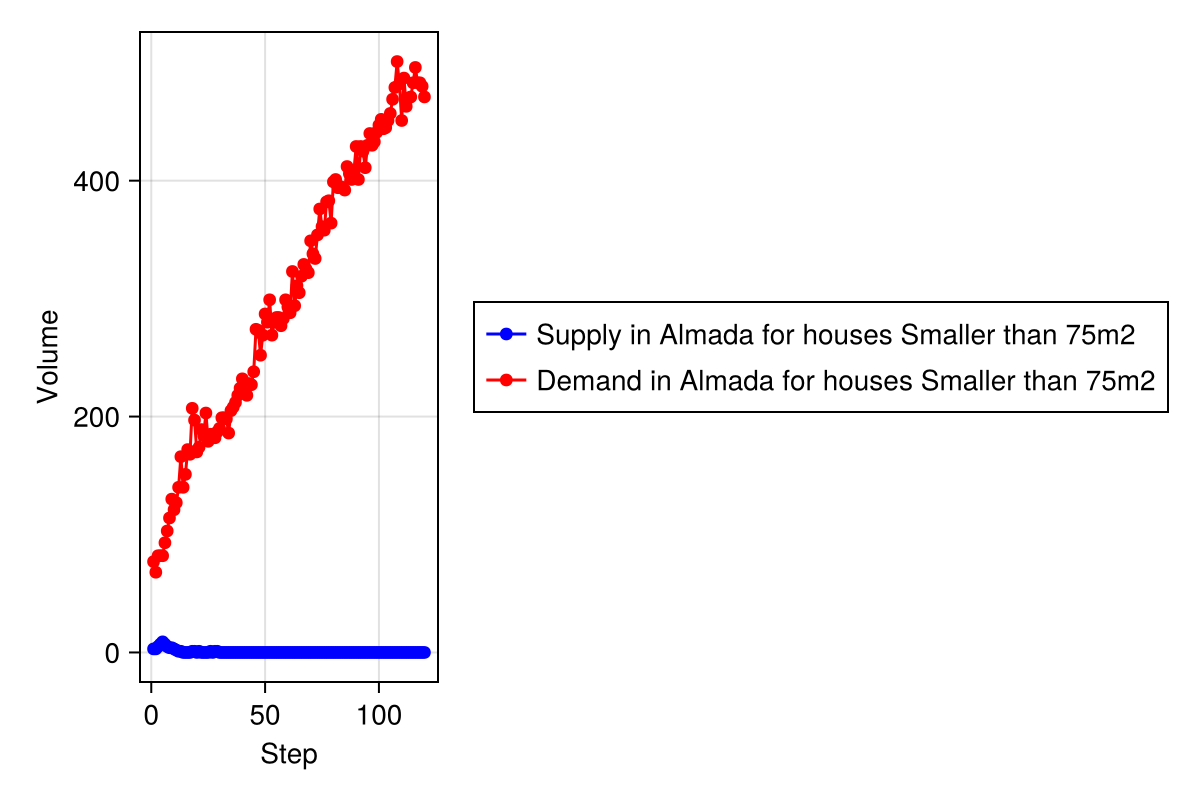 400
200
0
0 50 100
Step
Volume
Supply in Almada for houses Smaller than 75m2
Demand in Almada for houses Smaller than 75m2